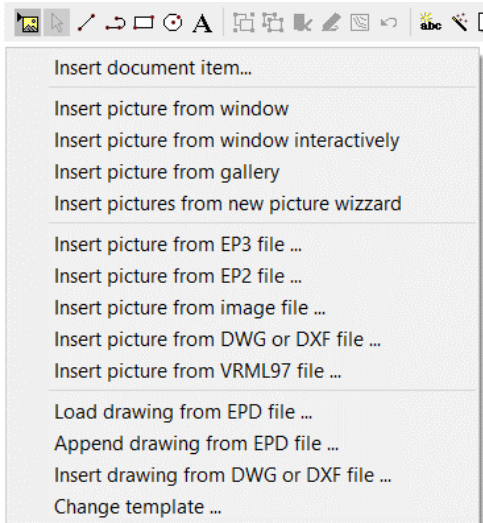 A
abc
Insert document item...
Insert picture from window
Insert picture from window interactively
Insert picture from gallery
Insert pictures from new picture wizzard
Insert picture from EP3 file ...
Insert picture from EP2 file ...
Insert picture from image file ...
Insert picture from DWG or DXF file ...
Insert picture from VRML97 file ...
Load drawing from EPD file ...
Append drawing from EPD file ...
Insert drawing from DWG or DXF file ...
Change template ...